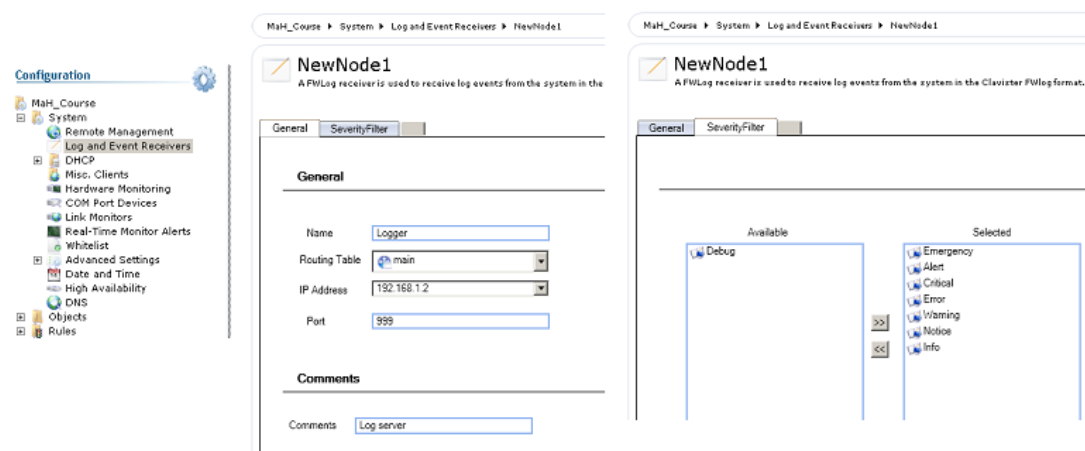 Configuration
MaH_Course
System
Remote Management
Log and Event Receivers
DHCP
Misc. Clients
Hardware Monitoring
COM Port Devices
Link Monitors
Real-Time Monitor Alerts
Whitelist
Advanced Settings
Date and Time
High Availability
DNS
Objects
Rules
MaH_Course System Log and Event Receivers NewNode1
NewNode1
A FWLog receiver is used to receive log events from the system in the
General SeverityFilter
General
Name Logger
Routing Table main
IP Address 192.168.1.2
Port 999
Comments
Comments Log server
MaH_Course System Log and Event Receivers NewNode1
NewNode1
A FWLog receiver is used to receive log events from the system in the Clavister FWlog format.
General SeverityFilter
Available Selected
Debug
>>
<<
Emergency
Alert
Critical
Error
Warning
Notice
Info